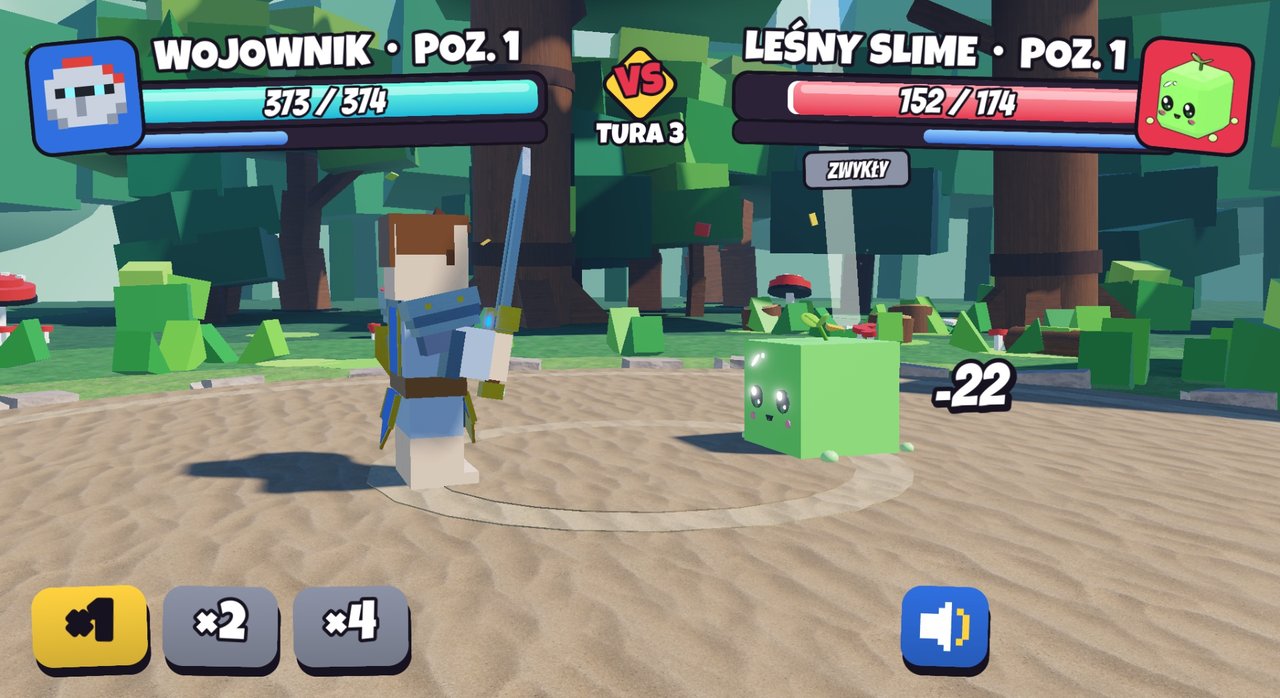 WOJOWNIK • POZ. 1
373 / 374
VS
TURA 3
LEŚNY SLIME • POZ. 1
152 / 174
ZWYKŁY
-22
×1
×2
×4